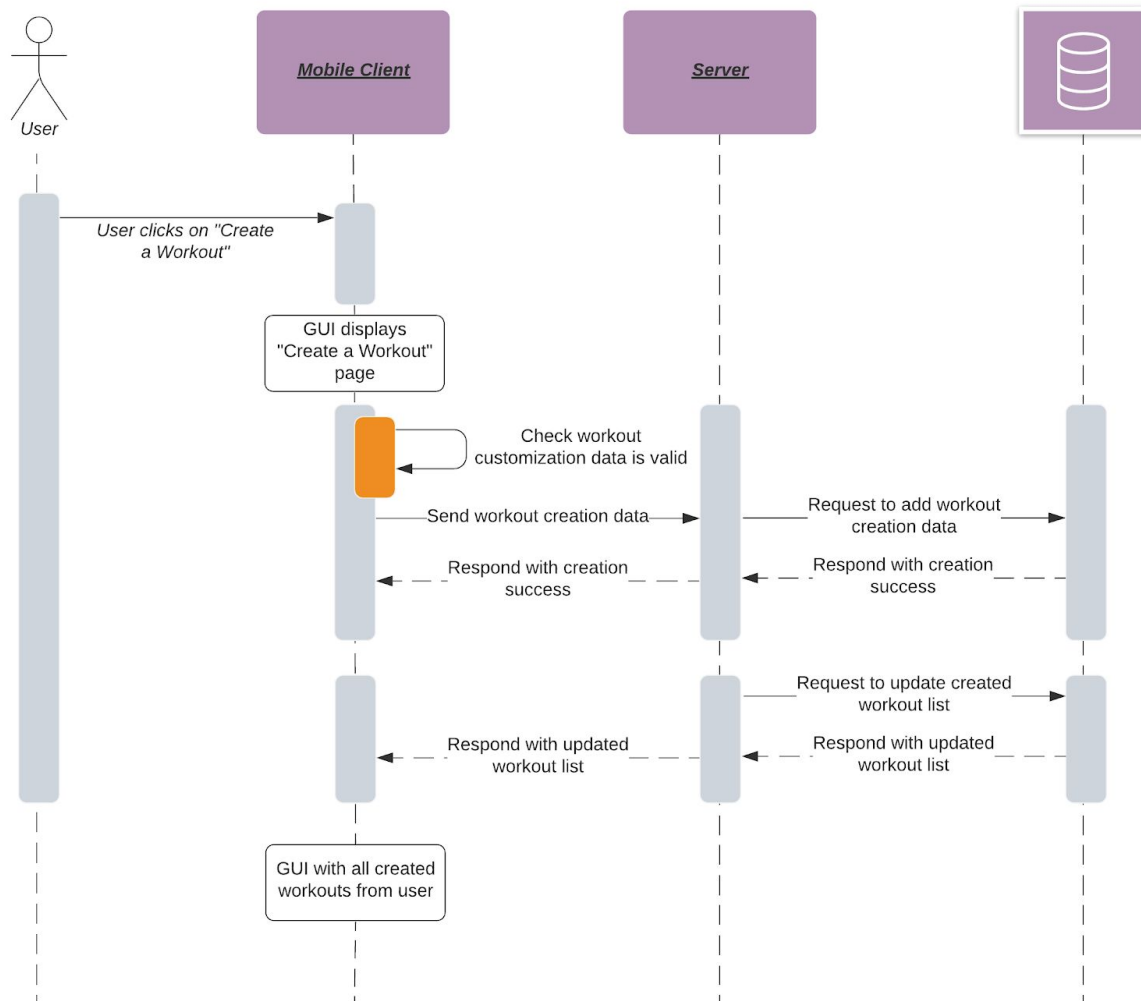 User
Mobile Client
Server
User clicks on "Create
a Workout"
GUI displays
"Create a Workout"
page
Check workout
customization data is valid
Send workout creation data
Request to add workout
creation data
Respond with creation
success
Respond with creation
success
Request to update created
workout list
Respond with updated
workout list
Respond with updated
workout list
GUI with all created
workouts from user